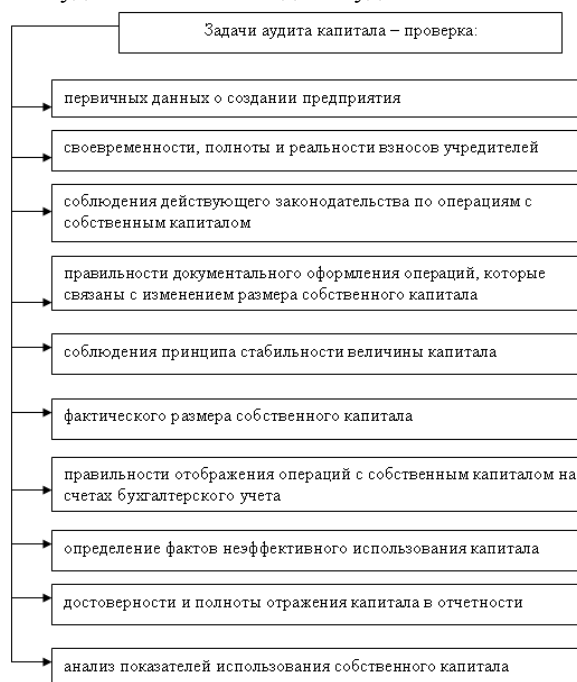 Задачи аудита капитала – проверка:
первичных данных о создании предприятия
своевременности, полноты и реальности взносов учредителей
соблюдения действующего законодательства по операциям с
собственным капиталом
правильности документального оформления операций, которые
связаны с изменением размера собственного капитала
соблюдения принципа стабильности величины капитала
фактического размера собственного капитала
правильности отображения операций с собственным капиталом на
счетах бухгалтерского учета
определение фактов неэффективного использования капитала
достоверности и полноты отражения капитала в отчетности
анализ показателей использования собственного капитала